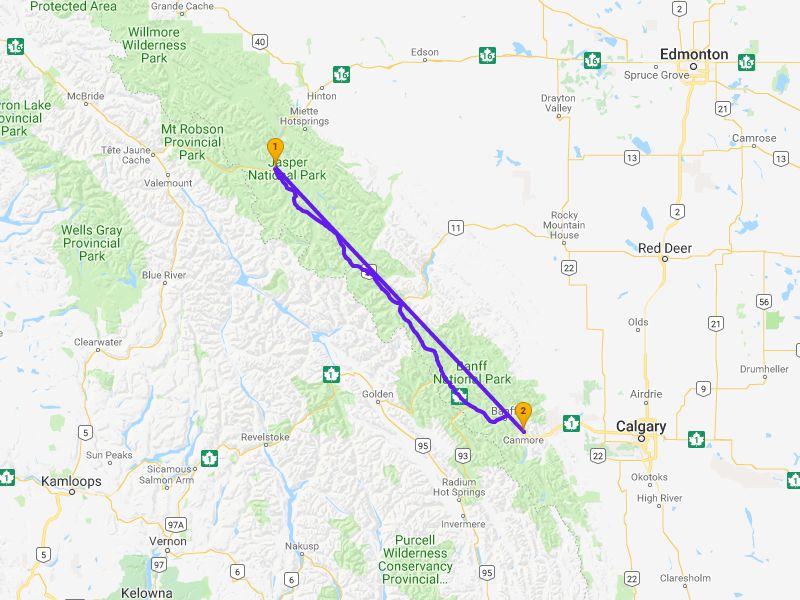 Grande Cache
Protected Area
2
Willmore
Wilderness
Park
16
40
Edson
16
16
Edmonton
16
16
Spruce Grove
McBride
Hinton
Drayton
Valley
21
Miette
Hotsprings
Mt Robson
Provincial
Park
Camrose
1
Tête Jaune
Cache
13
13
Jasper
National Park
Valemount
2
Rocky
Mountain
House
11
Wells Gray
Provincial
Park
Red Deer
22
Blue River
56
21
Olds
Clearwater
Drumheller
1
Banff
National Park
9
Golden
Airdrie
2
Banff
1
Calgary
Revelstoke
Canmore
1
1
95
22
93
Sun Peaks
Sicamous
Salmon Arm
1
1
Kamloops
Okotoks
Radium
Hot Springs
High River
97A
Invermere
Vernon
5
Purcell
Wilderness
Conservancy
Provincial...
Nakusp
97
6
6
95
22
Claresholm
Kelowna